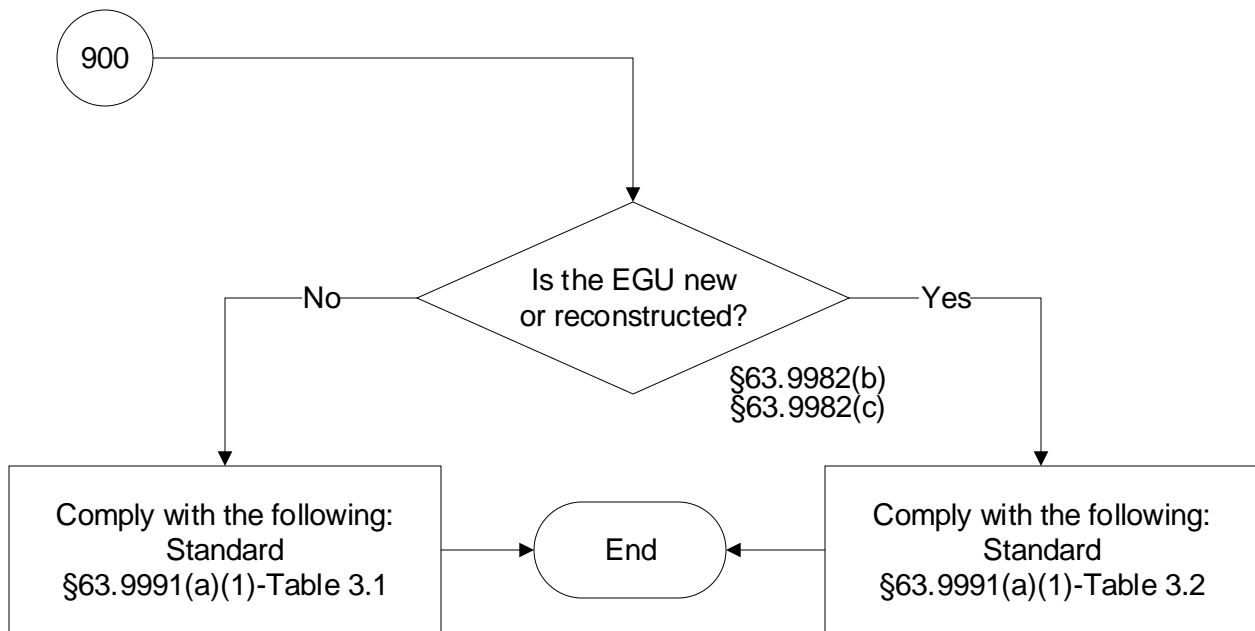 900
Is the EGU new
or reconstructed?
No
Yes
§63.9982(b)
§63.9982(c)
Comply with the following:
Standard
§63.9991(a)(1)-Table 3.1
End
Comply with the following:
Standard
§63.9991(a)(1)-Table 3.2